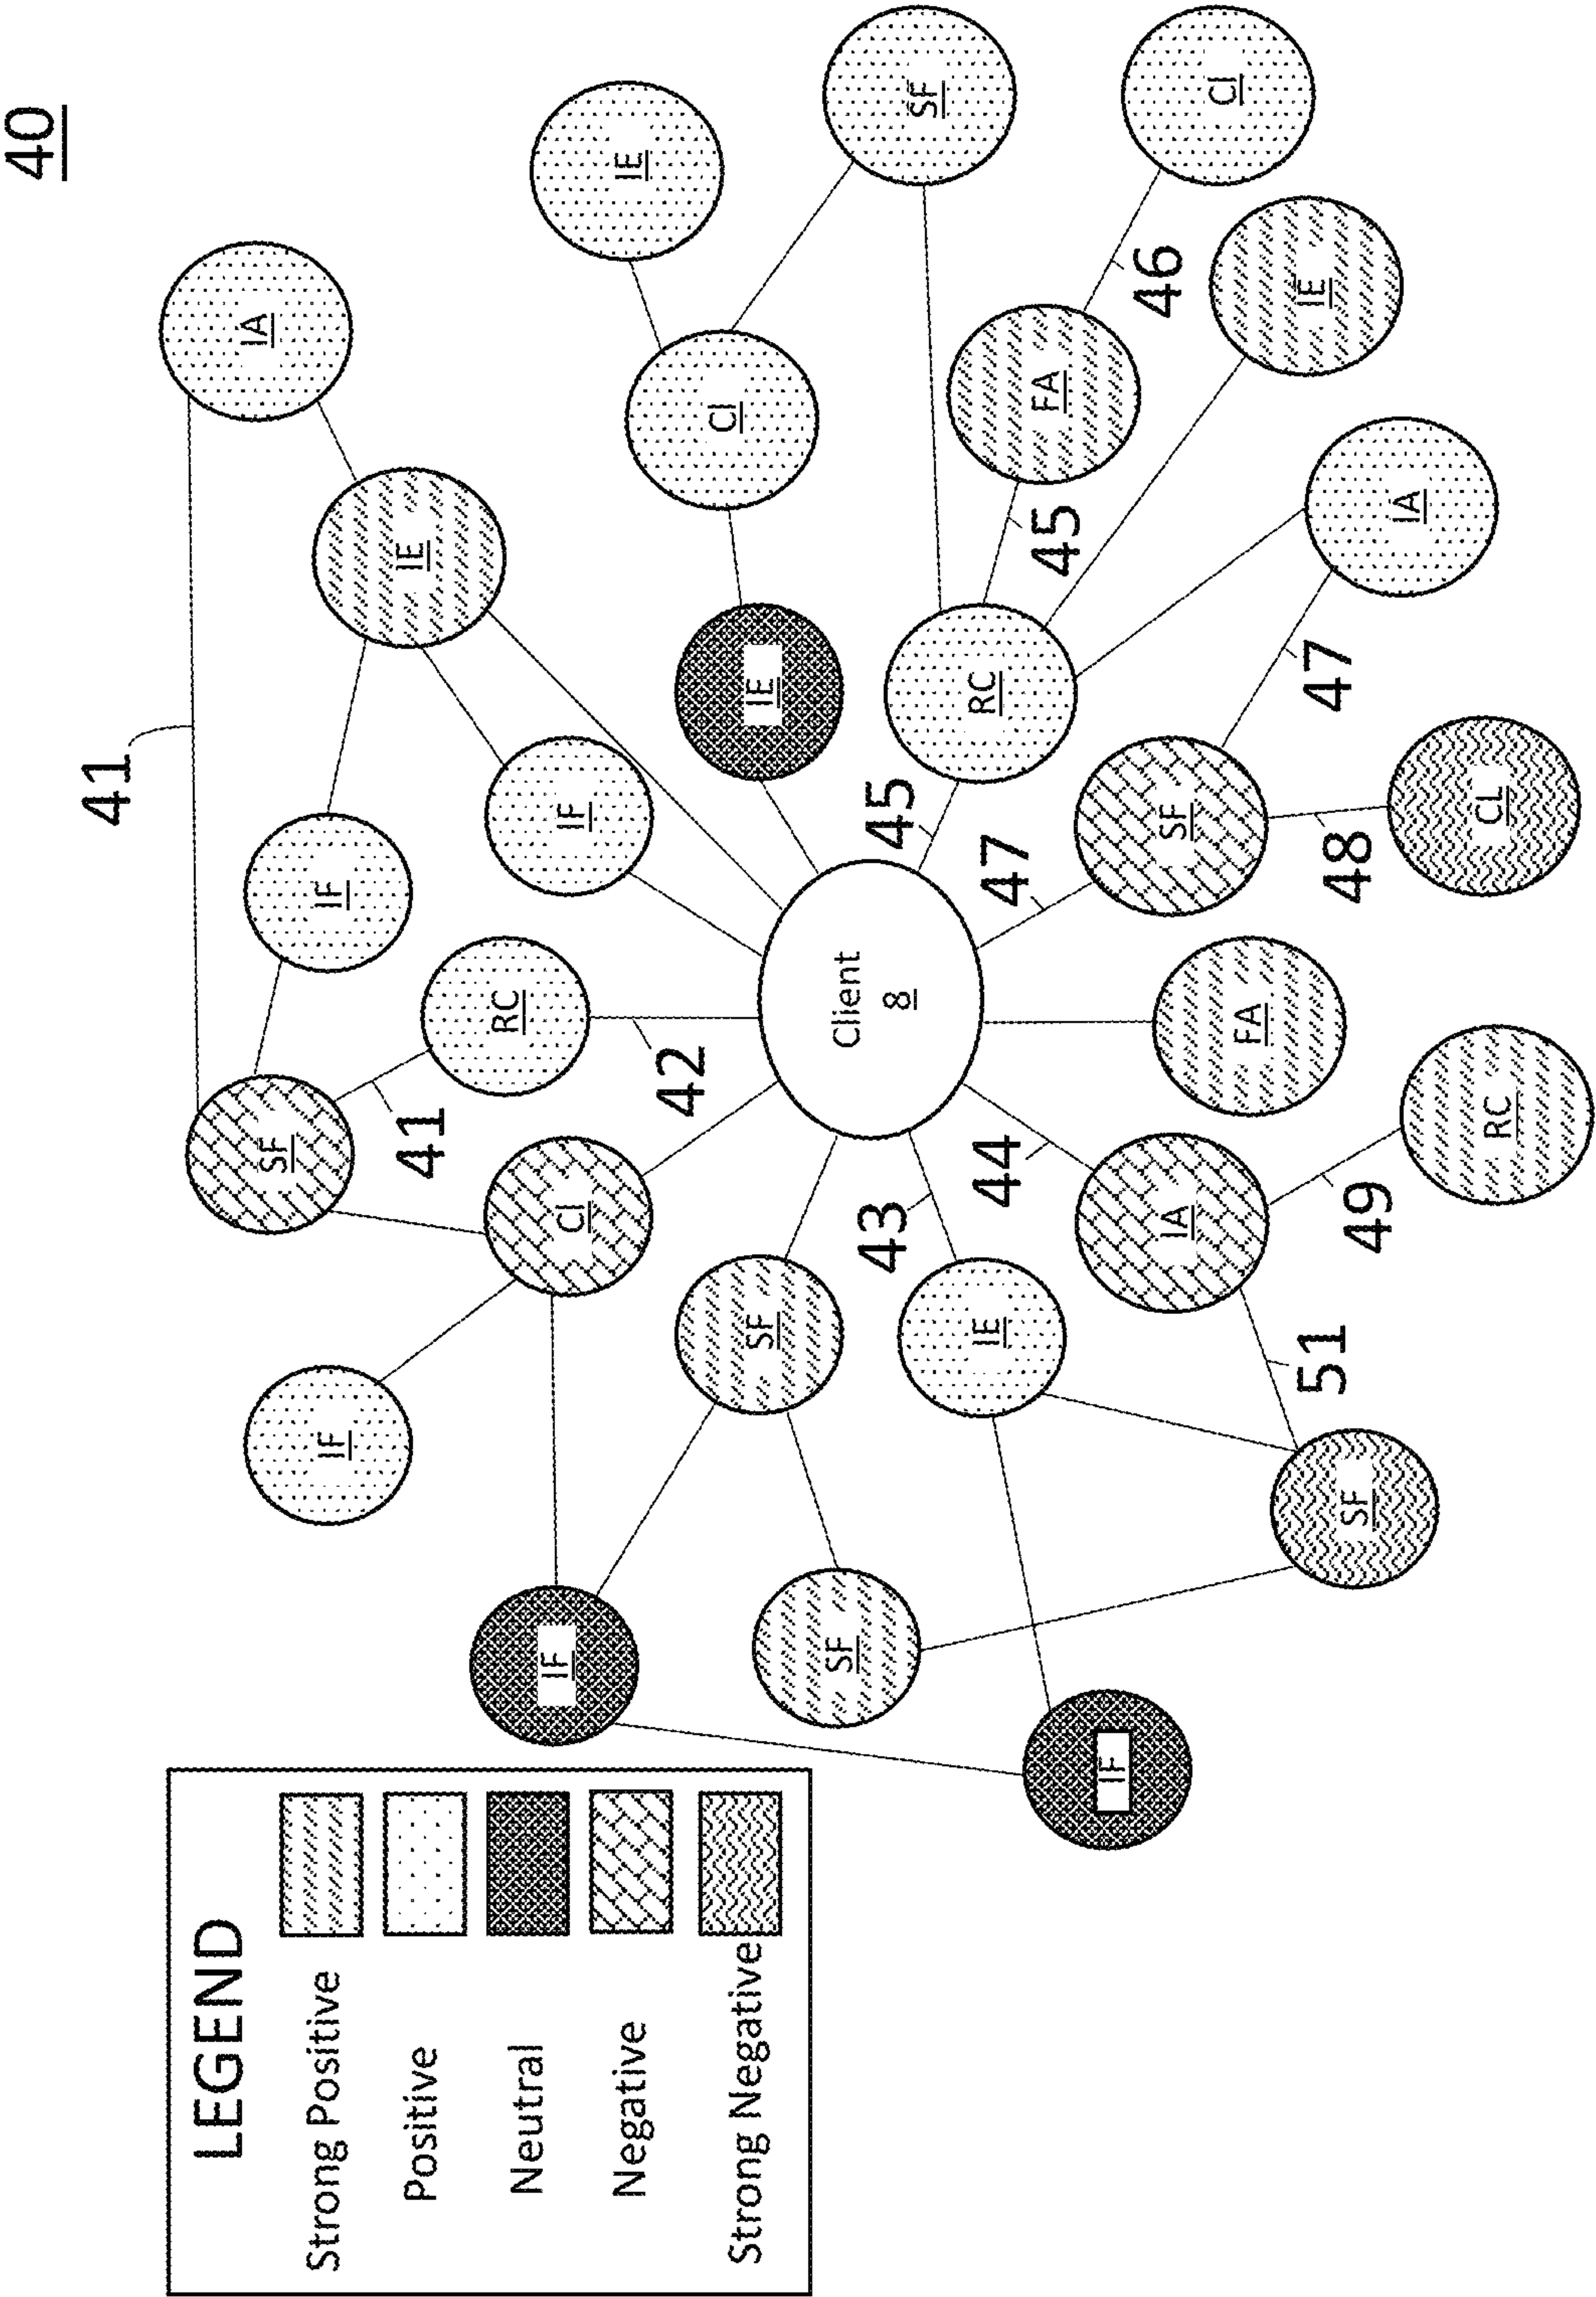 40
LEGEND
Strong Positive
Positive
Neutral
Negative
Strong Negative
41
IA
SF
IF
IF
IE
41
RC
IF
CI
IF
IE
42
CI
SF
IE
SF
Client
8
43
45
SF
IE
RC
44
47
FA
45
IF
46
IA
SF
CI
FA
IE
51
47
48
SF
49
IA
CL
RC